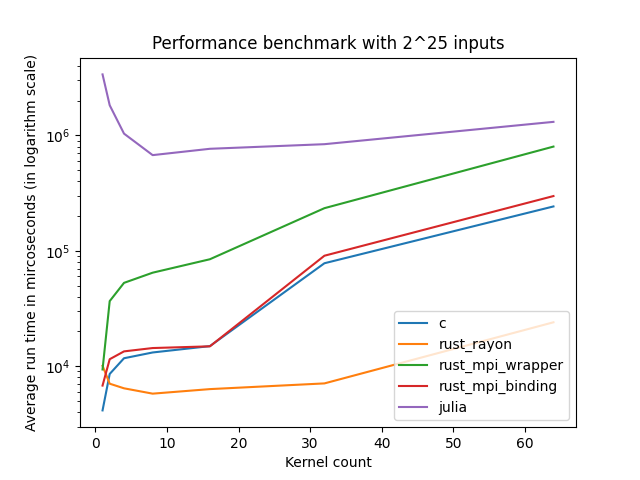 Performance benchmark with 2^25 inputs
Average run time in mircoseconds (in logarithm scale)
10^6
10^5
10^4
0 10 20 30 40 50 60
Kernel count
c
rust_rayon
rust_mpi_wrapper
rust_mpi_binding
julia